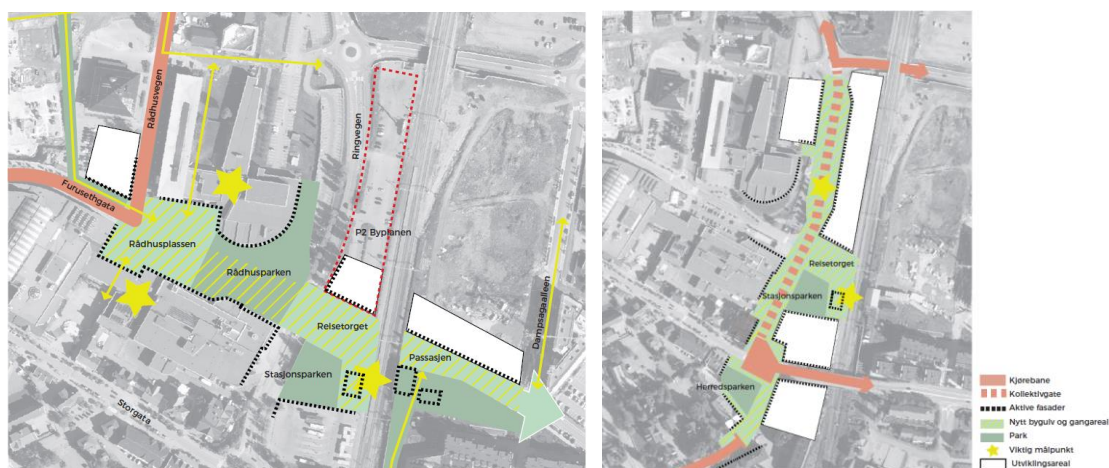 Rådhusvegen
Ringvegen
Furusethgata
P2 Byplanen
Rådhusplassen
Rådhusparken
Dampsagaalleen
Reisetorget
Passasjen
Stasjonsparken
Storgata
Reisetorget
Stasjonsparken
Herredsparken
Kjørebane
Kollektivgate
Aktive fasader
Nytt bygulv og gangareal
Park
Viktig målpunkt
Utviklingsareal